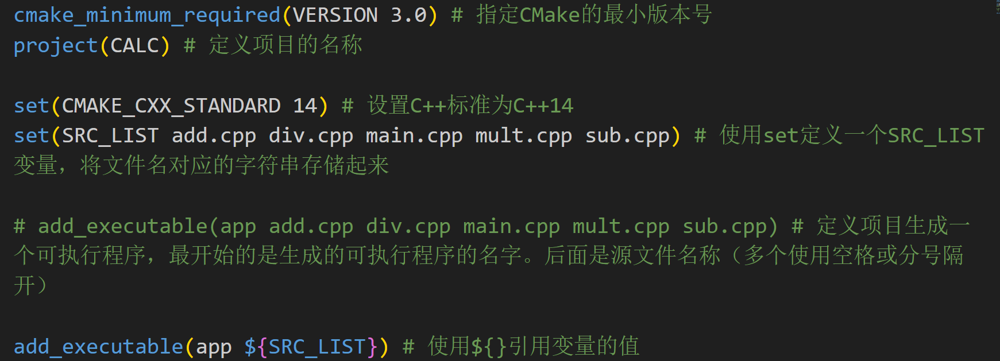 cmake_minimum_required(VERSION 3.0) # 指定CMake的最小版本号
project(CALC) # 定义项目的名称
set(CMAKE_CXX_STANDARD 14) # 设置C++标准为C++14
set(SRC_LIST add.cpp div.cpp main.cpp mult.cpp sub.cpp) # 使用set定义一个SRC_LIST
变量，将文件名对应的字符串存储起来
# add_executable(app add.cpp div.cpp main.cpp mult.cpp sub.cpp) # 定义项目生成一
个可执行程序，最开始的是生成的可执行程序的名字。后面是源文件名称（多个使用空格或分号隔
开）
add_executable(app ${SRC_LIST}) # 使用${}引用变量的值